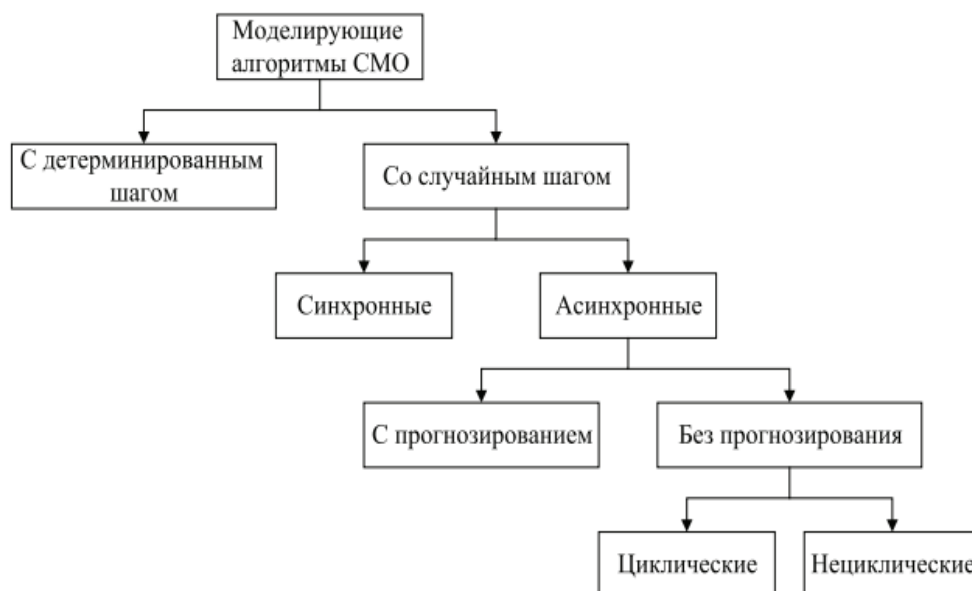 Моделирующие
алгоритмы СМО
С детерминированным
шагом
Со случайным шагом
Синхронные
Асинхронные
С прогнозированием
Без прогнозирования
Циклические
Нециклические